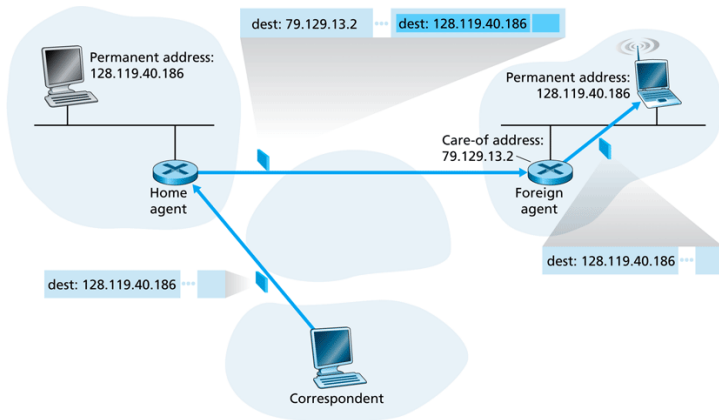 dest: 79.129.13.2 ... dest: 128.119.40.186
Permanent address:
128.119.40.186
Permanent address:
128.119.40.186
Care-of address:
79.129.13.2
Home
agent
Foreign
agent
dest: 128.119.40.186 ...
dest: 128.119.40.186 ...
Correspondent